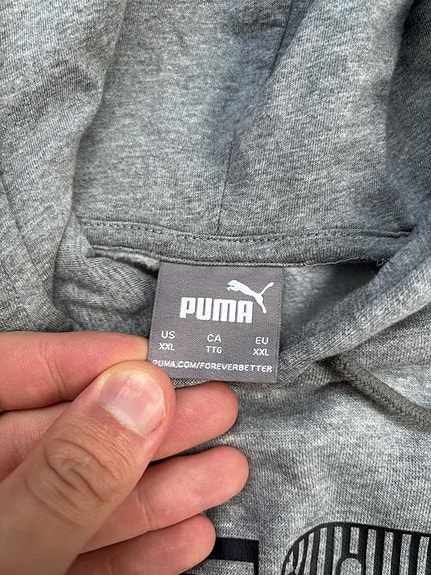 PUMA
US CA EU
XXL TTG XXL
PUMA.COM/FOREVERBETTER